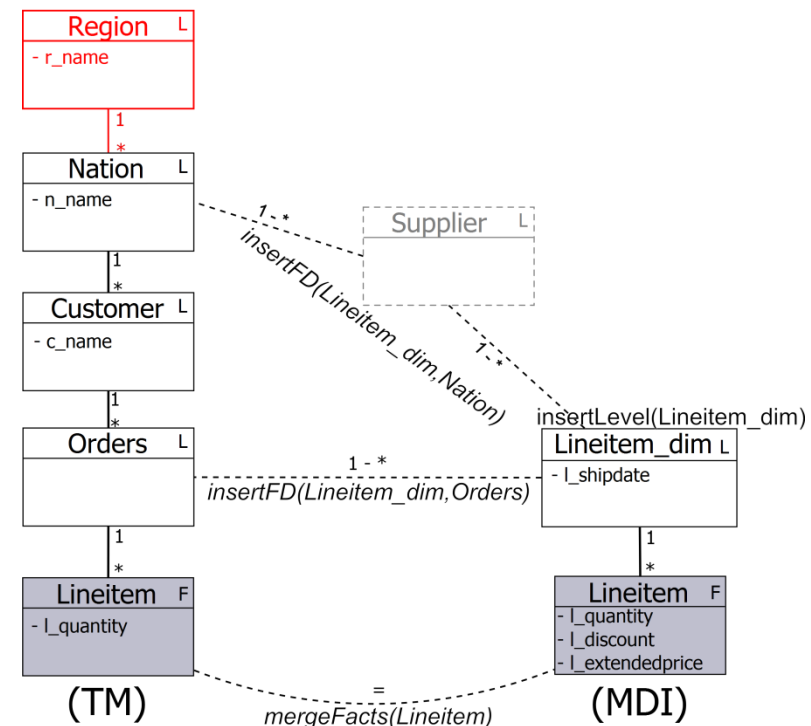 Region L
- r_name
1
*
Nation L
- n_name
1 - *
Supplier L
insertFD(Lineitem_dim,Nation)
1
*
Customer L
- c_name
1 - *
1
*
insertLevel(Lineitem_dim)
Orders L
Lineitem_dim L
- l_shipdate
1 - *
insertFD(Lineitem_dim,Orders)
1
*
1
*
Lineitem F
- l_quantity
Lineitem F
- l_quantity
- l_discount
- l_extendedprice
=
(TM)
mergeFacts(Lineitem)
(MDI)